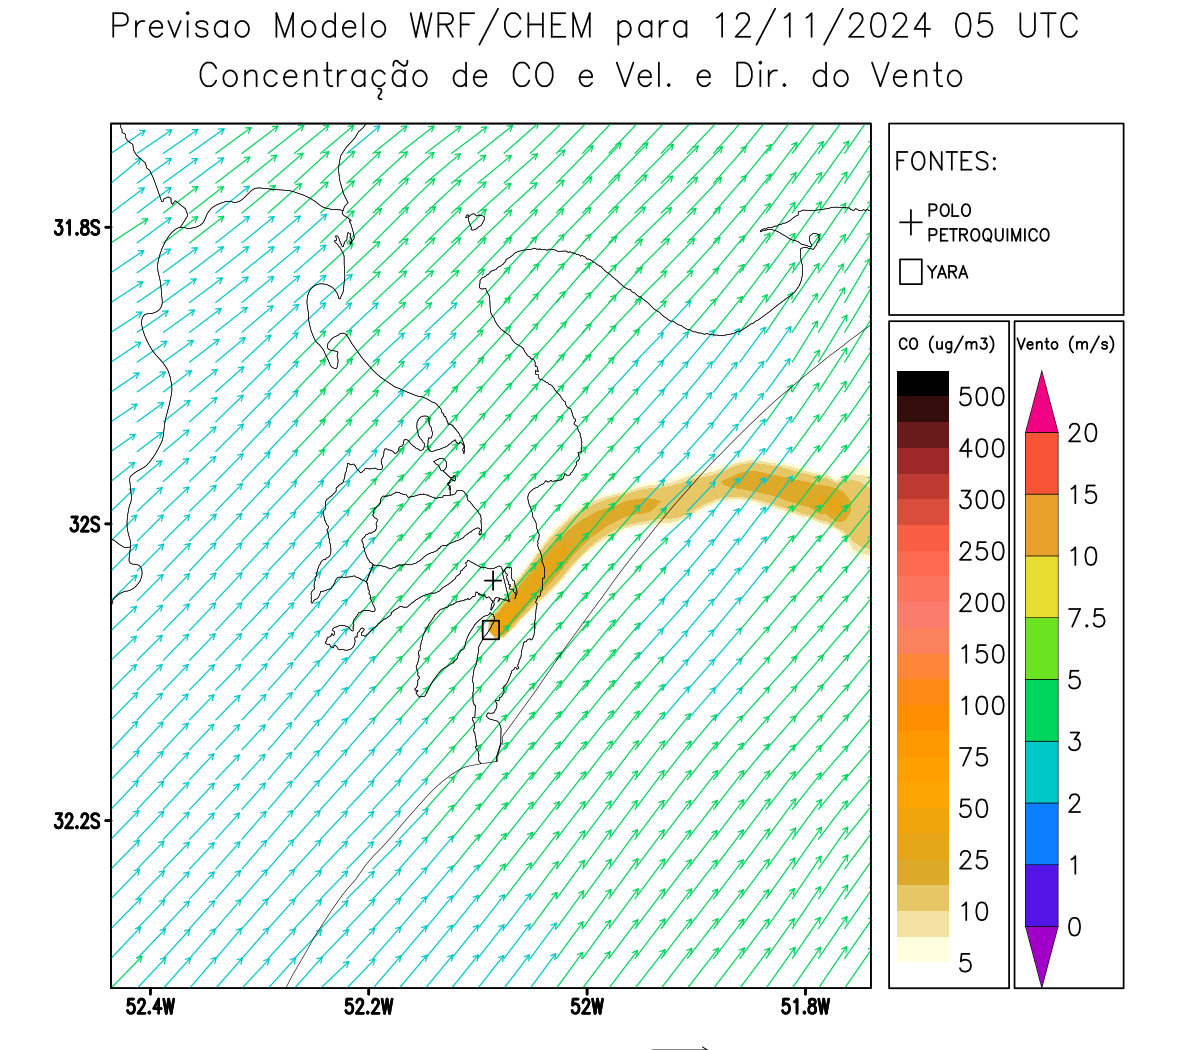 Previsao Modelo WRF/CHEM para 12/11/2024 05 UTC
Concentração de CO e Vel. e Dir. do Vento
FONTES:
POLO
PETROQUIMICO
YARA
31.8S
32S
32.2S
52.4W
52.2W
52W
51.8W
CO (ug/m3)
500
400
300
250
200
150
100
75
50
25
10
5
Vento (m/s)
20
15
10
7.5
5
3
2
1
0